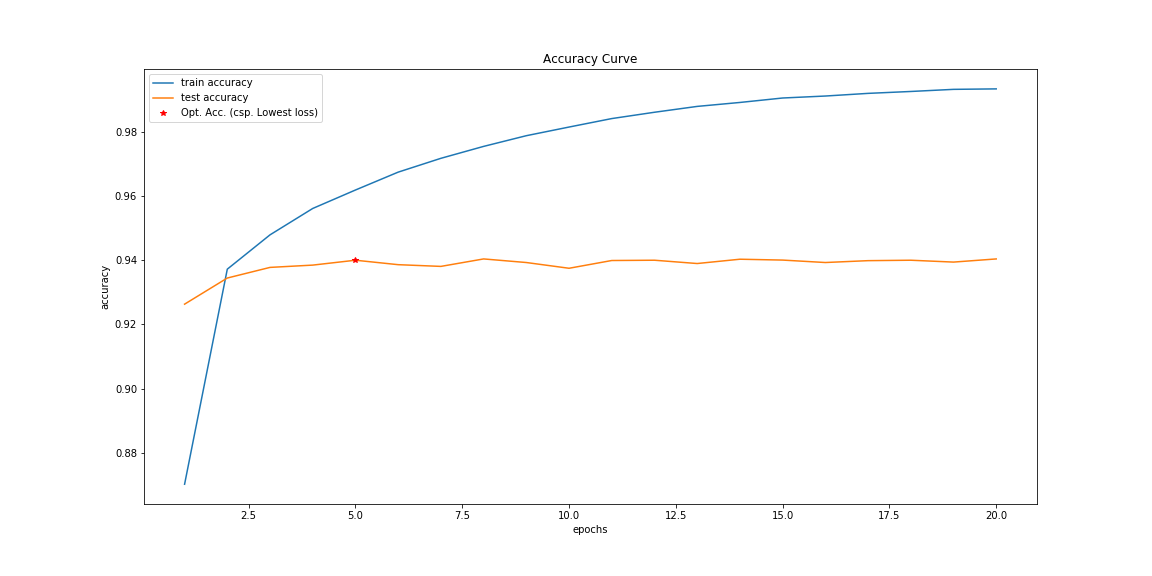 Accuracy Curve
train accuracy
test accuracy
Opt. Acc. (csp. Lowest loss)
accuracy
0.98
0.96
0.94
0.92
0.90
0.88
2.5 5.0 7.5 10.0 12.5 15.0 17.5 20.0
epochs